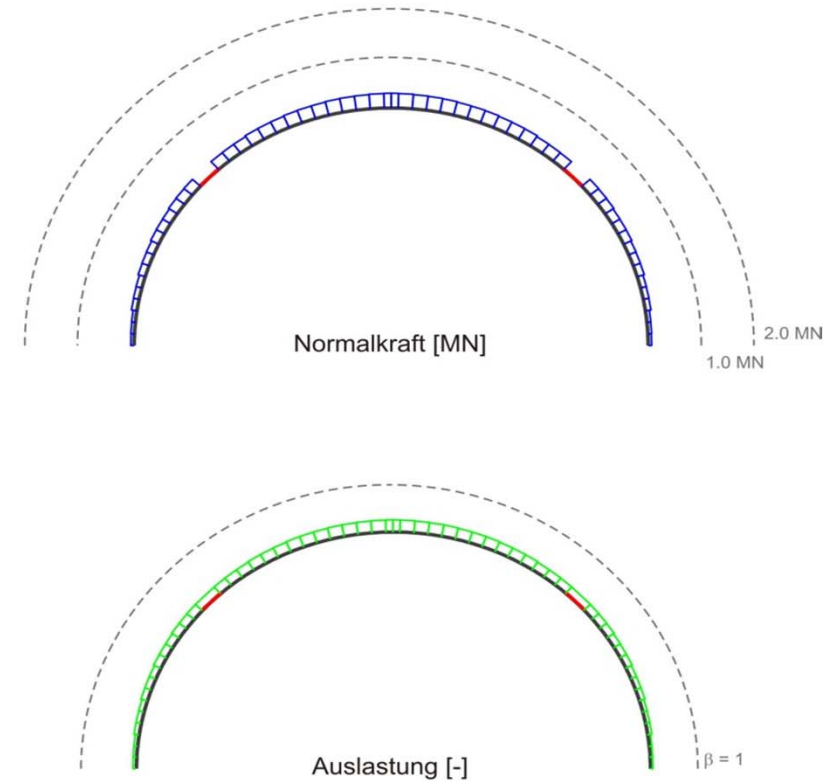 2.0 MN
Normalkraft [MN]
1.0 MN
β = 1
Auslastung [-]